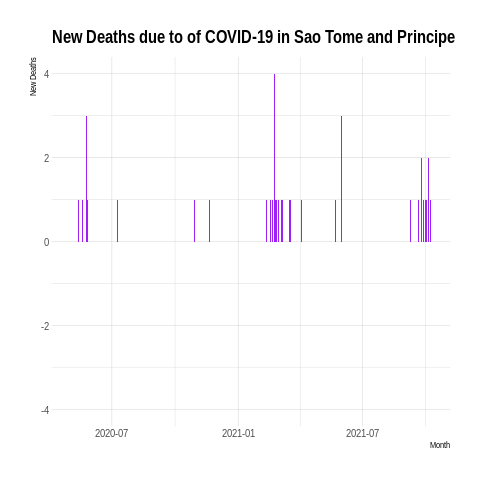 New Deaths due to of COVID-19 in Sao Tome and Principe
New Deaths
4
2
0
-2
-4
2020-07
2021-01
2021-07
Month